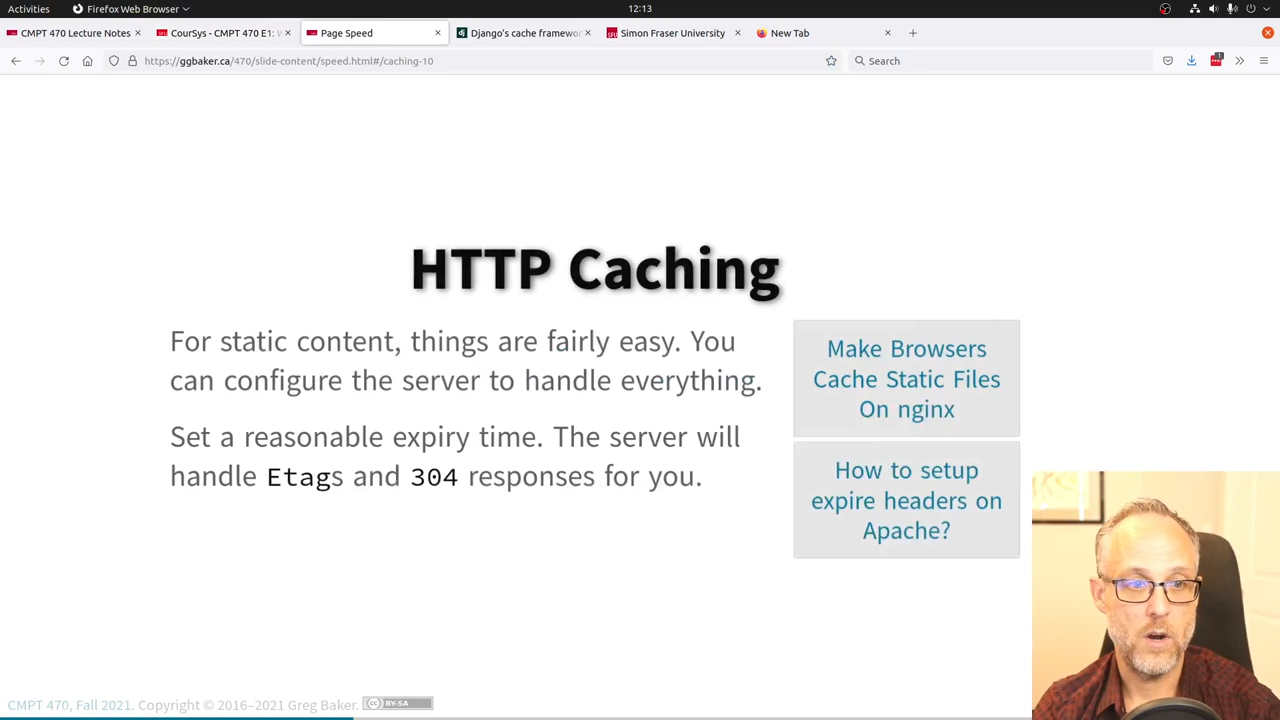 Activities
Firefox Web Browser
12:13
CMPT 470 Lecture Notes
CourSys - CMPT 470 E1: W
Page Speed
Django's cache framewo
Simon Fraser University
New Tab
https://ggbaker.ca/470/slide-content/speed.html#/caching-10
Search
1
HTTP Caching
For static content, things are fairly easy. You
can configure the server to handle everything.
Set a reasonable expiry time. The server will
handle Etags and 304 responses for you.
Make Browsers
Cache Static Files
On nginx
How to setup
expire headers on
Apache?
CMPT 470, Fall 2021. Copyright © 2016–2021 Greg Baker.
cc BY-SA